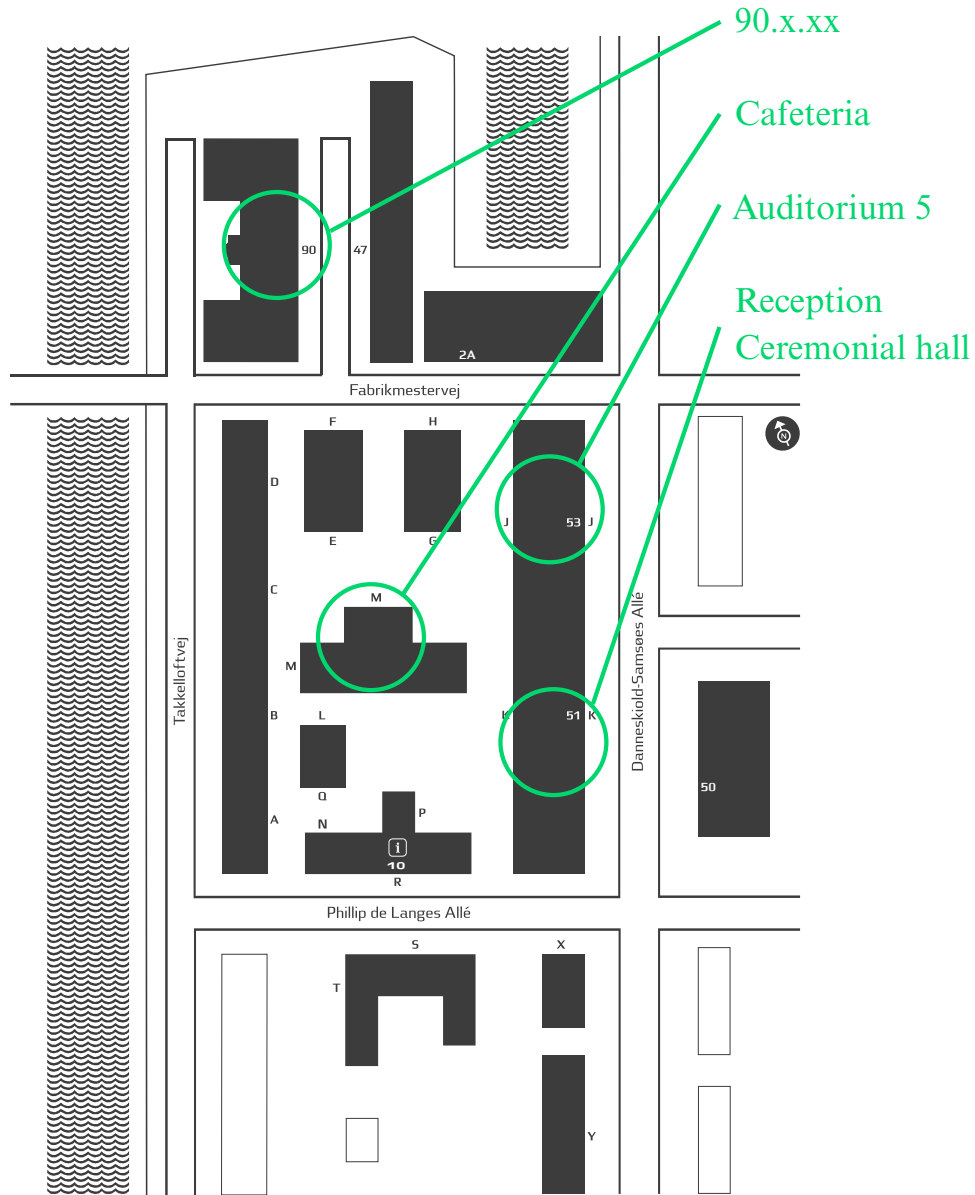 90.x.xx
Cafeteria
Auditorium 5
Reception
Ceremonial hall
90
47
2A
Fabrikmestervej
F
H
N
D
J
53
J
E
G
C
M
M
Takkelloftvej
Danneskiold-Samsøes Allé
B
L
K
51
K
50
Q
A
N
P
i
10
R
Phillip de Langes Allé
S
X
T
Y